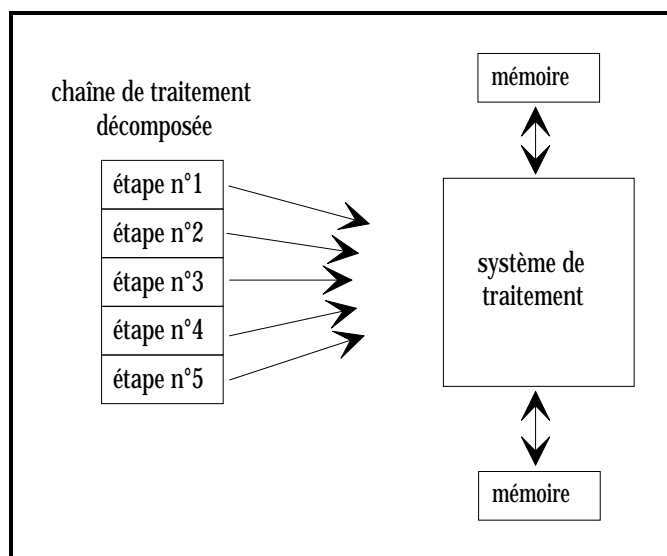 chaîne de traitement
décomposée
étape n°1
étape n°2
étape n°3
étape n°4
étape n°5
mémoire
système de
traitement
mémoire